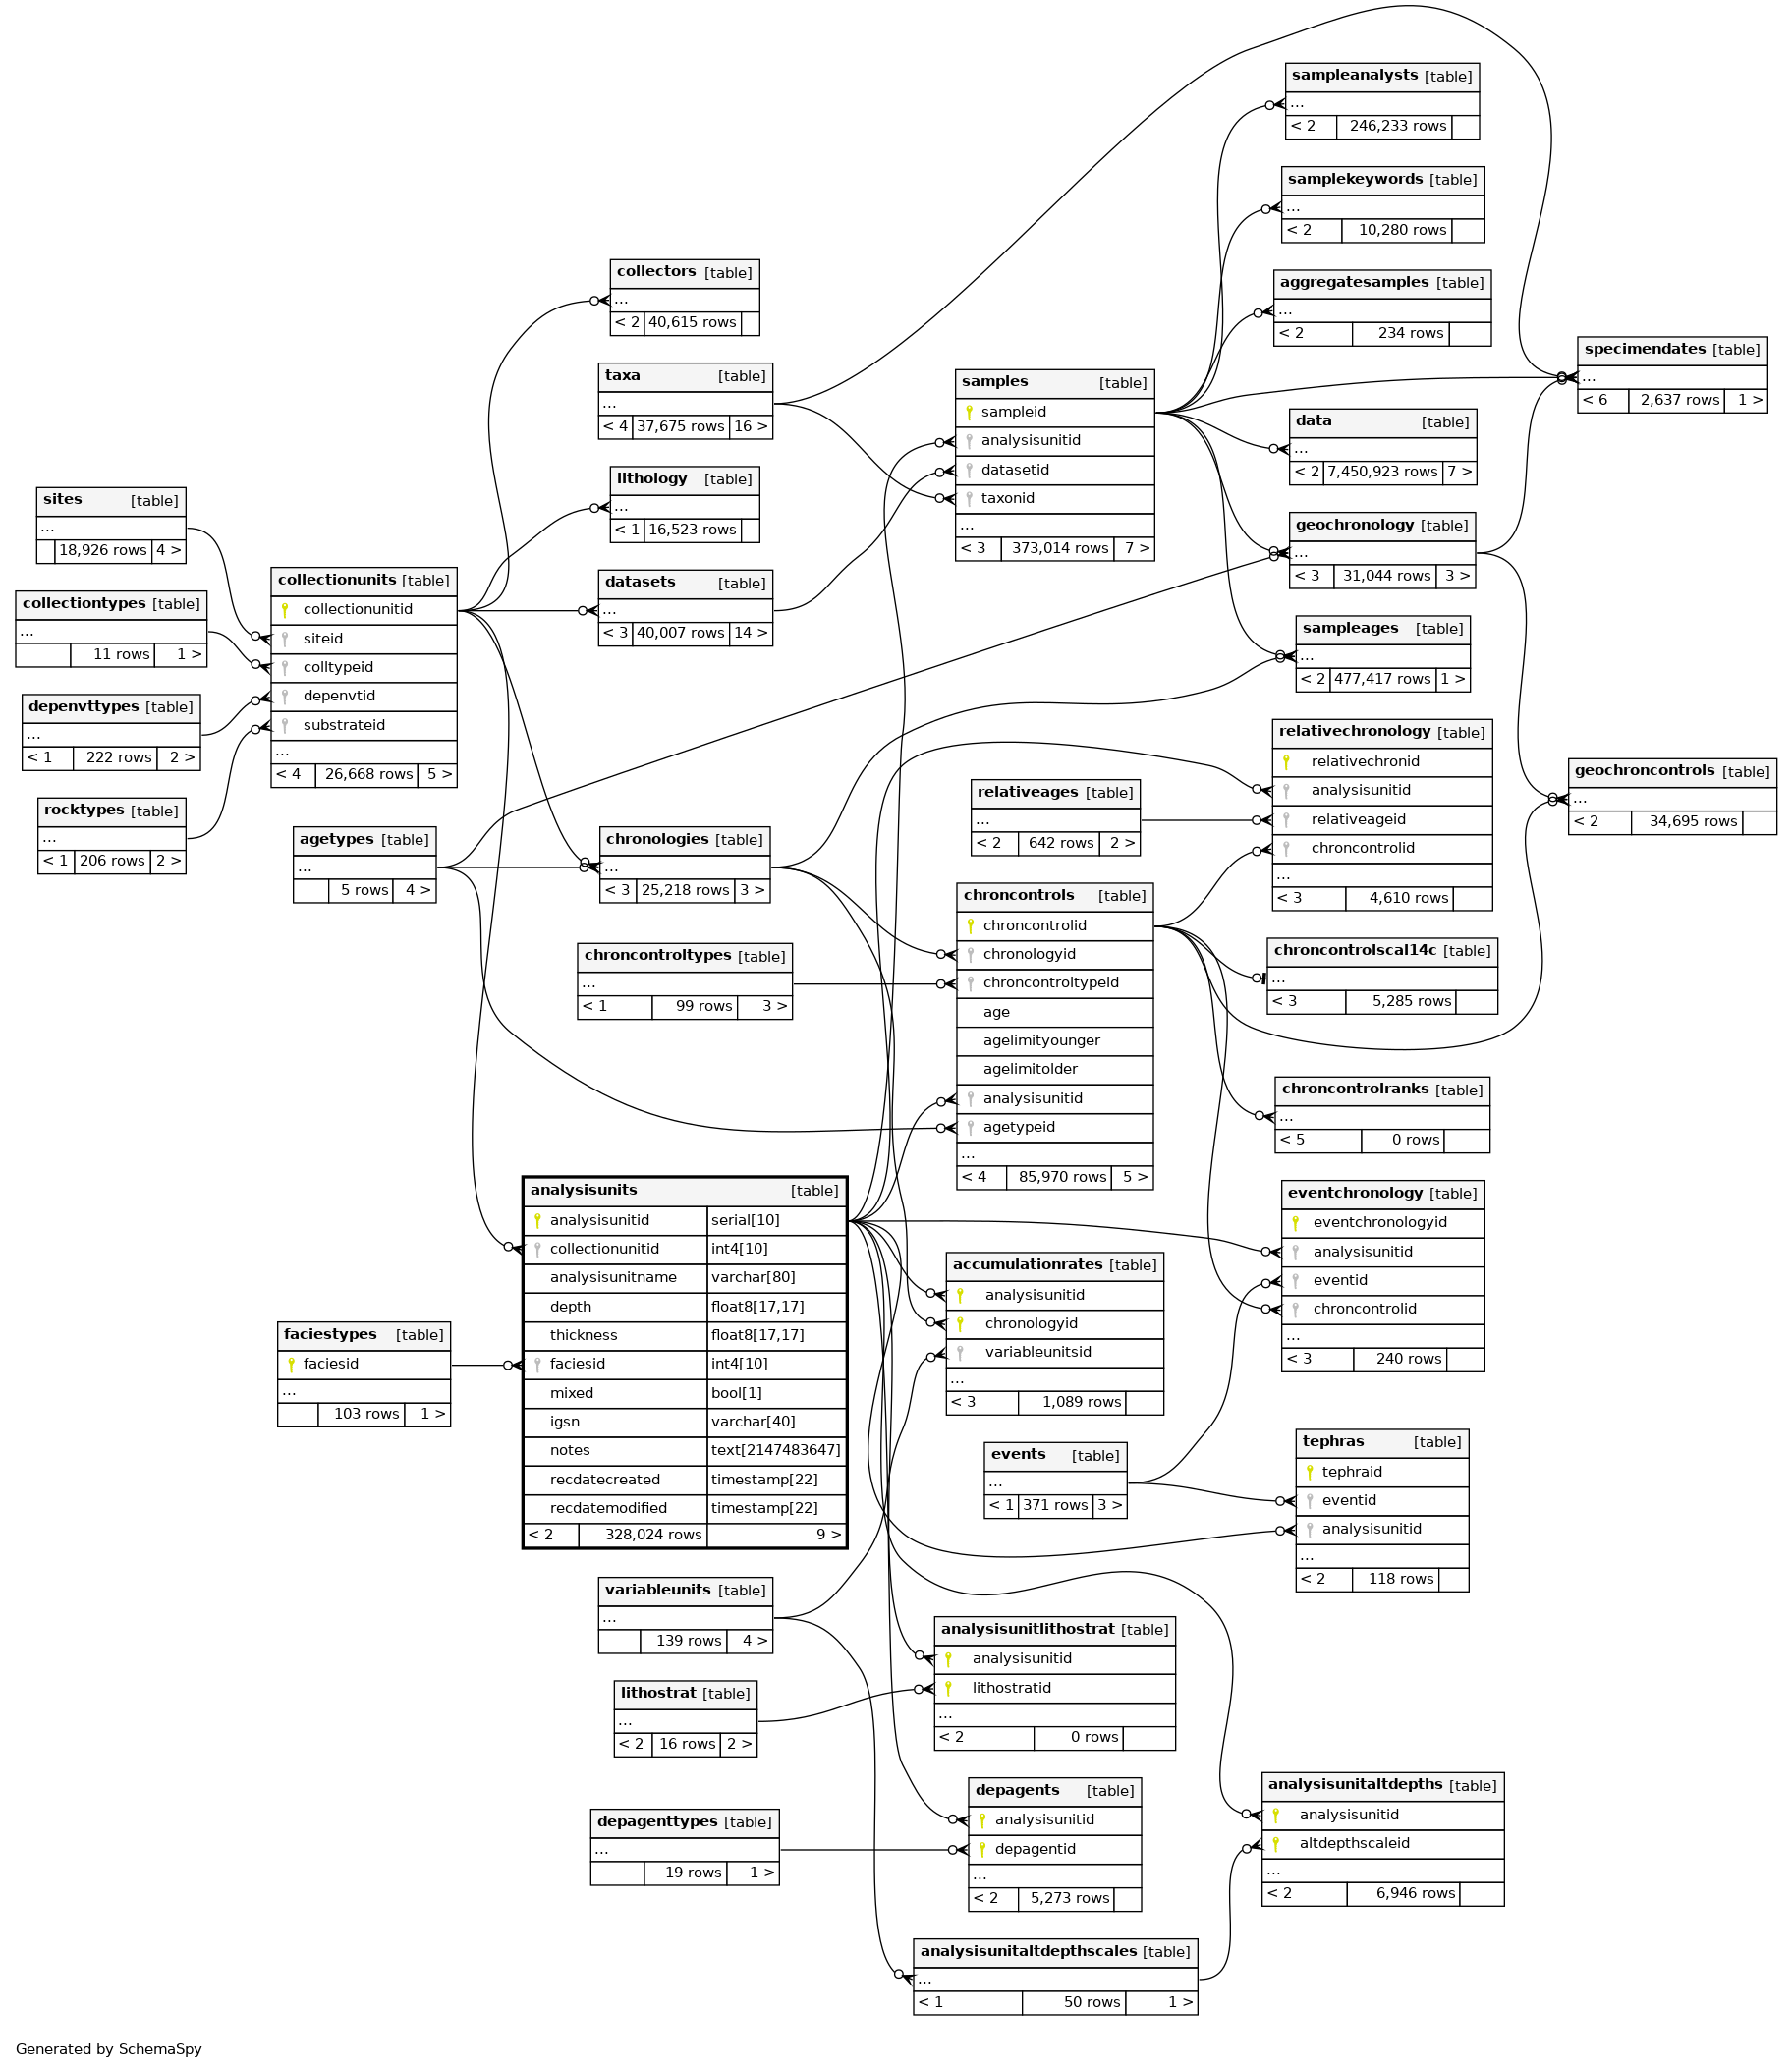 sampleanalysts [table]
...
< 2 246,233 rows
samplekeywords [table]
...
< 2 10,280 rows
collectors [table]
...
< 2 40,615 rows
aggregatesamples [table]
...
< 2 234 rows
specimendates [table]
...
< 6 2,637 rows 1 >
taxa [table]
...
< 4 37,675 rows 16 >
samples [table]
sampleid
analysisunitid
datasetid
taxonid
...
< 3 373,014 rows 7 >
data [table]
...
< 2 7,450,923 rows 7 >
lithology [table]
...
< 1 16,523 rows
sites [table]
...
18,926 rows 4 >
geochronology [table]
...
< 3 31,044 rows 3 >
collectionunits [table]
collectionunitid
siteid
colltypeid
depenvtid
substrateid
...
< 4 26,668 rows 5 >
datasets [table]
...
< 3 40,007 rows 14 >
collectiontypes [table]
...
11 rows 1 >
sampleages [table]
...
< 2 477,417 rows 1 >
depenvttypes [table]
...
< 1 222 rows 2 >
relativechronology [table]
relativechronid
analysisunitid
relativeageid
chroncontrolid
...
< 3 4,610 rows
geochroncontrols [table]
...
< 2 34,695 rows
relativeages [table]
...
< 2 642 rows 2 >
rocktypes [table]
...
< 1 206 rows 2 >
agetypes [table]
...
5 rows 4 >
chronologies [table]
...
< 3 25,218 rows 3 >
chroncontrols [table]
chroncontrolid
chronologyid
chroncontroltypeid
age
agelimityounger
agelimitolder
analysisunitid
agetypeid
...
< 4 85,970 rows 5 >
chroncontrolscal14c [table]
...
< 3 5,285 rows
chroncontroltypes [table]
...
< 1 99 rows 3 >
chroncontrolranks [table]
...
< 5 0 rows
analysisunits [table]
analysisunitid serial[10]
collectionunitid int4[10]
analysisunitname varchar[80]
depth float8[17,17]
thickness float8[17,17]
faciesid int4[10]
mixed bool[1]
igsn varchar[40]
notes text[2147483647]
recdatecreated timestamp[22]
recdatemodified timestamp[22]
< 2 328,024 rows 9 >
eventchronology [table]
eventchronologyid
analysisunitid
eventid
chroncontrolid
...
< 3 240 rows
accumulationrates [table]
analysisunitid
chronologyid
variableunitsid
...
< 3 1,089 rows
faciestypes [table]
faciesid
...
103 rows 1 >
events [table]
...
< 1 371 rows 3 >
tephras [table]
tephraid
eventid
analysisunitid
...
< 2 118 rows
variableunits [table]
...
139 rows 4 >
analysisunitlithostrat [table]
analysisunitid
lithostratid
...
< 2 0 rows
lithostrat [table]
...
< 2 16 rows 2 >
depagents [table]
analysisunitid
depagentid
...
< 2 5,273 rows
analysisunitaltdepths [table]
analysisunitid
altdepthscaleid
...
< 2 6,946 rows
depagenttypes [table]
...
19 rows 1 >
analysisunitaltdepthscales [table]
...
< 1 50 rows 1 >
Generated by SchemaSpy